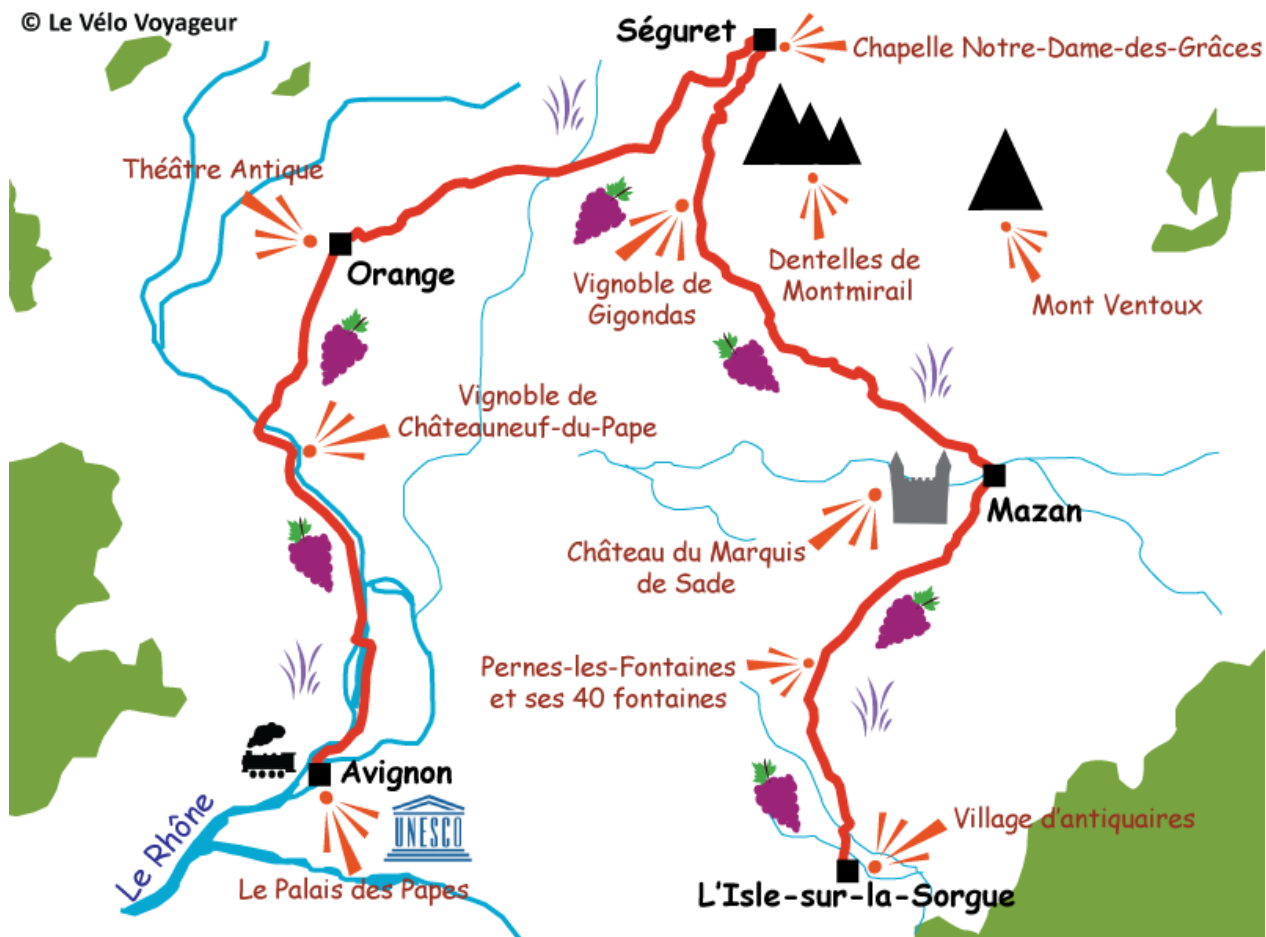 © Le Vélo Voyageur
Séguret
Chapelle Notre-Dame-des-Grâces
Théâtre Antique
Orange
Vignoble de
Gigondas
Dentelles de
Montmirail
Mont Ventoux
Vignoble de
Châteauneuf-du-Pape
Mazan
Château du Marquis
de Sade
Pernes-les-Fontaines
et ses 40 fontaines
Avignon
Le Rhône
UNESCO
Le Palais des Papes
Village d'antiquaires
L'Isle-sur-la-Sorgue